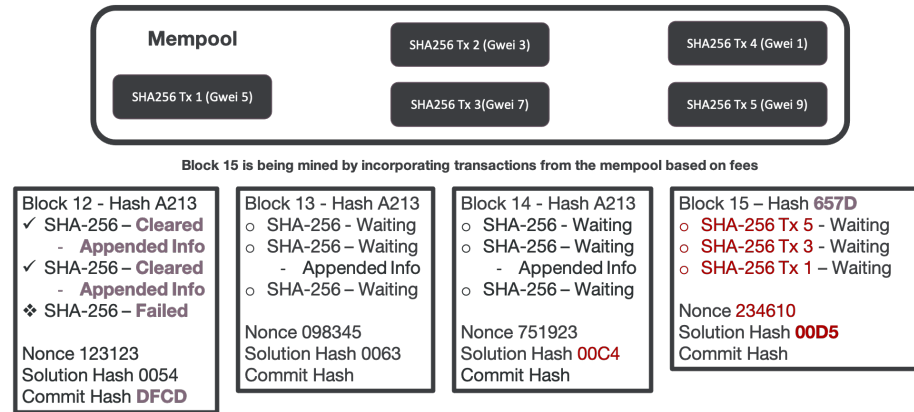 Mempool
SHA256 Tx 2 (Gwei 3)
SHA256 Tx 4 (Gwei 1)
SHA256 Tx 1 (Gwei 5)
SHA256 Tx 3(Gwei 7)
SHA256 Tx 5 (Gwei 9)
Block 15 is being mined by incorporating transactions from the mempool based on fees
Block 12 - Hash A213
✓ SHA-256 – Cleared
- Appended Info
✓ SHA-256 – Cleared
- Appended Info
❖ SHA-256 – Failed
Nonce 123123
Solution Hash 0054
Commit Hash DFCD
Block 13 - Hash A213
o SHA-256 - Waiting
o SHA-256 - Waiting
- Appended Info
o SHA-256 – Waiting
Nonce 098345
Solution Hash 0063
Commit Hash
Block 14 - Hash A213
o SHA-256 - Waiting
o SHA-256 - Waiting
- Appended Info
o SHA-256 – Waiting
Nonce 751923
Solution Hash 00C4
Commit Hash
Block 15 – Hash 657D
o SHA-256 Tx 5 - Waiting
o SHA-256 Tx 3 - Waiting
o SHA-256 Tx 1 – Waiting
Nonce 234610
Solution Hash 00D5
Commit Hash